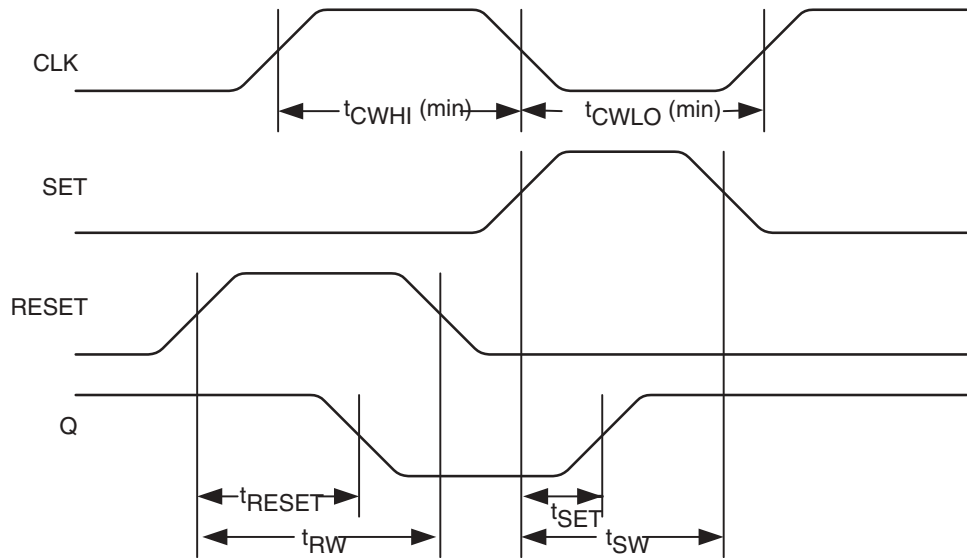 CLK
tCWHI (min)
tCWLO (min)
SET
RESET
Q
tRESET
tSET
tRW
tSW